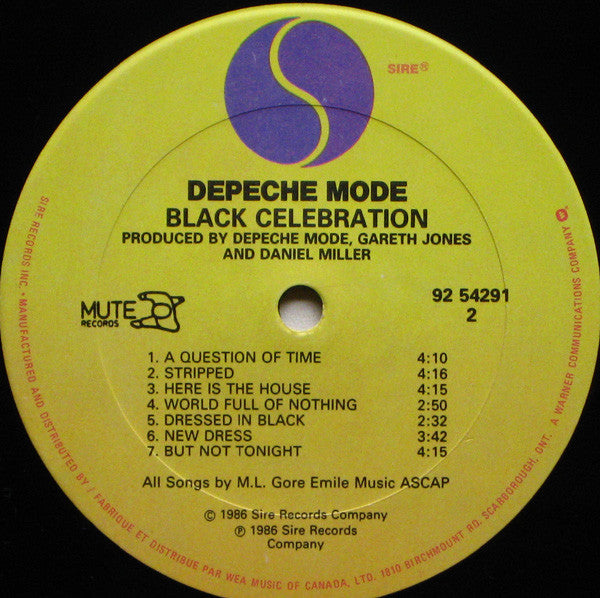 SIRE®
DEPECHE MODE
BLACK CELEBRATION
PRODUCED BY DEPECHE MODE, GARETH JONES
AND DANIEL MILLER
MUTE
RECORDS
92 54291
2
1. A QUESTION OF TIME 4:10
2. STRIPPED 4:16
3. HERE IS THE HOUSE 4:15
4. WORLD FULL OF NOTHING 2:50
5. DRESSED IN BLACK 2:32
6. NEW DRESS 3:42
7. BUT NOT TONIGHT 4:15
All Songs by M.L. Gore Emile Music ASCAP
© 1986 Sire Records Company
℗ 1986 Sire Records
Company
SIRE RECORDS INC. • MANUFACTURED AND DISTRIBUTED BY / FABRIQUE ET DISTRIBUE PAR WEA MUSIC OF CANADA, LTD. 1810 BIRCHMOUNT RD. SCARBOROUGH, ONT. A WARNER COMMUNICATIONS COMPANY